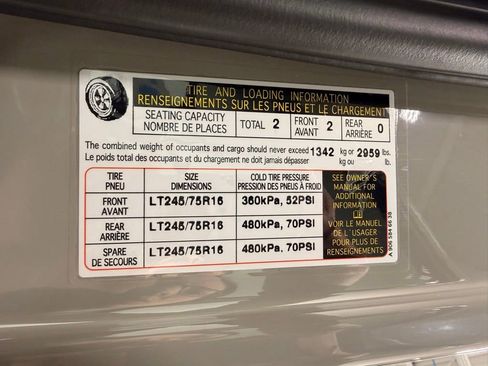 TIRE AND LOADING INFORMATION
RENSEIGNEMENTS SUR LES PNEUS ET LE CHARGEMENT
SEATING CAPACITY
NOMBRE DE PLACES
TOTAL 2
FRONT
AVANT 2
REAR
ARRIÈRE 0
The combined weight of occupants and cargo should never exceed 1342 kg or 2959 lbs.
Le poids total des occupants et du chargement ne doit jamais dépasser kg ou lb.
TIRE
PNEU
SIZE
DIMENSIONS
COLD TIRE PRESSURE
PRESSION DES PNEUS À FROID
FRONT
AVANT
LT245/75R16
360kPa, 52PSI
REAR
ARRIÈRE
LT245/75R16
480kPa, 70PSI
SPARE
DE SECOURS
LT245/75R16
480kPa, 70PSI
SEE OWNER'S
MANUAL FOR
ADDITIONAL
INFORMATION
VOIR LE MANUEL
DE L'USAGER
POUR PLUS DE
RENSEIGNEMENTS
A 906 584 66 38